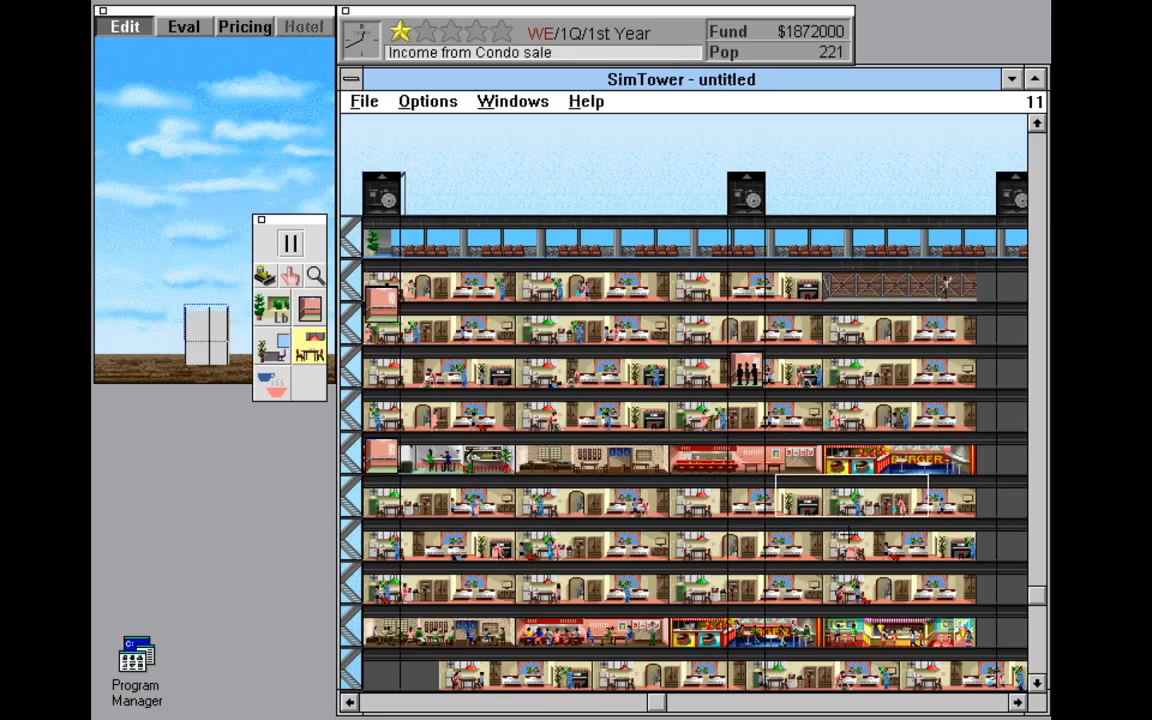 Edit Eval Pricing Hotel
WE/1Q/1st Year
Income from Condo sale
Fund $1872000
Pop 221
SimTower - untitled
File Options Windows Help 11
Lb
BURGER
C:\
Program
Manager